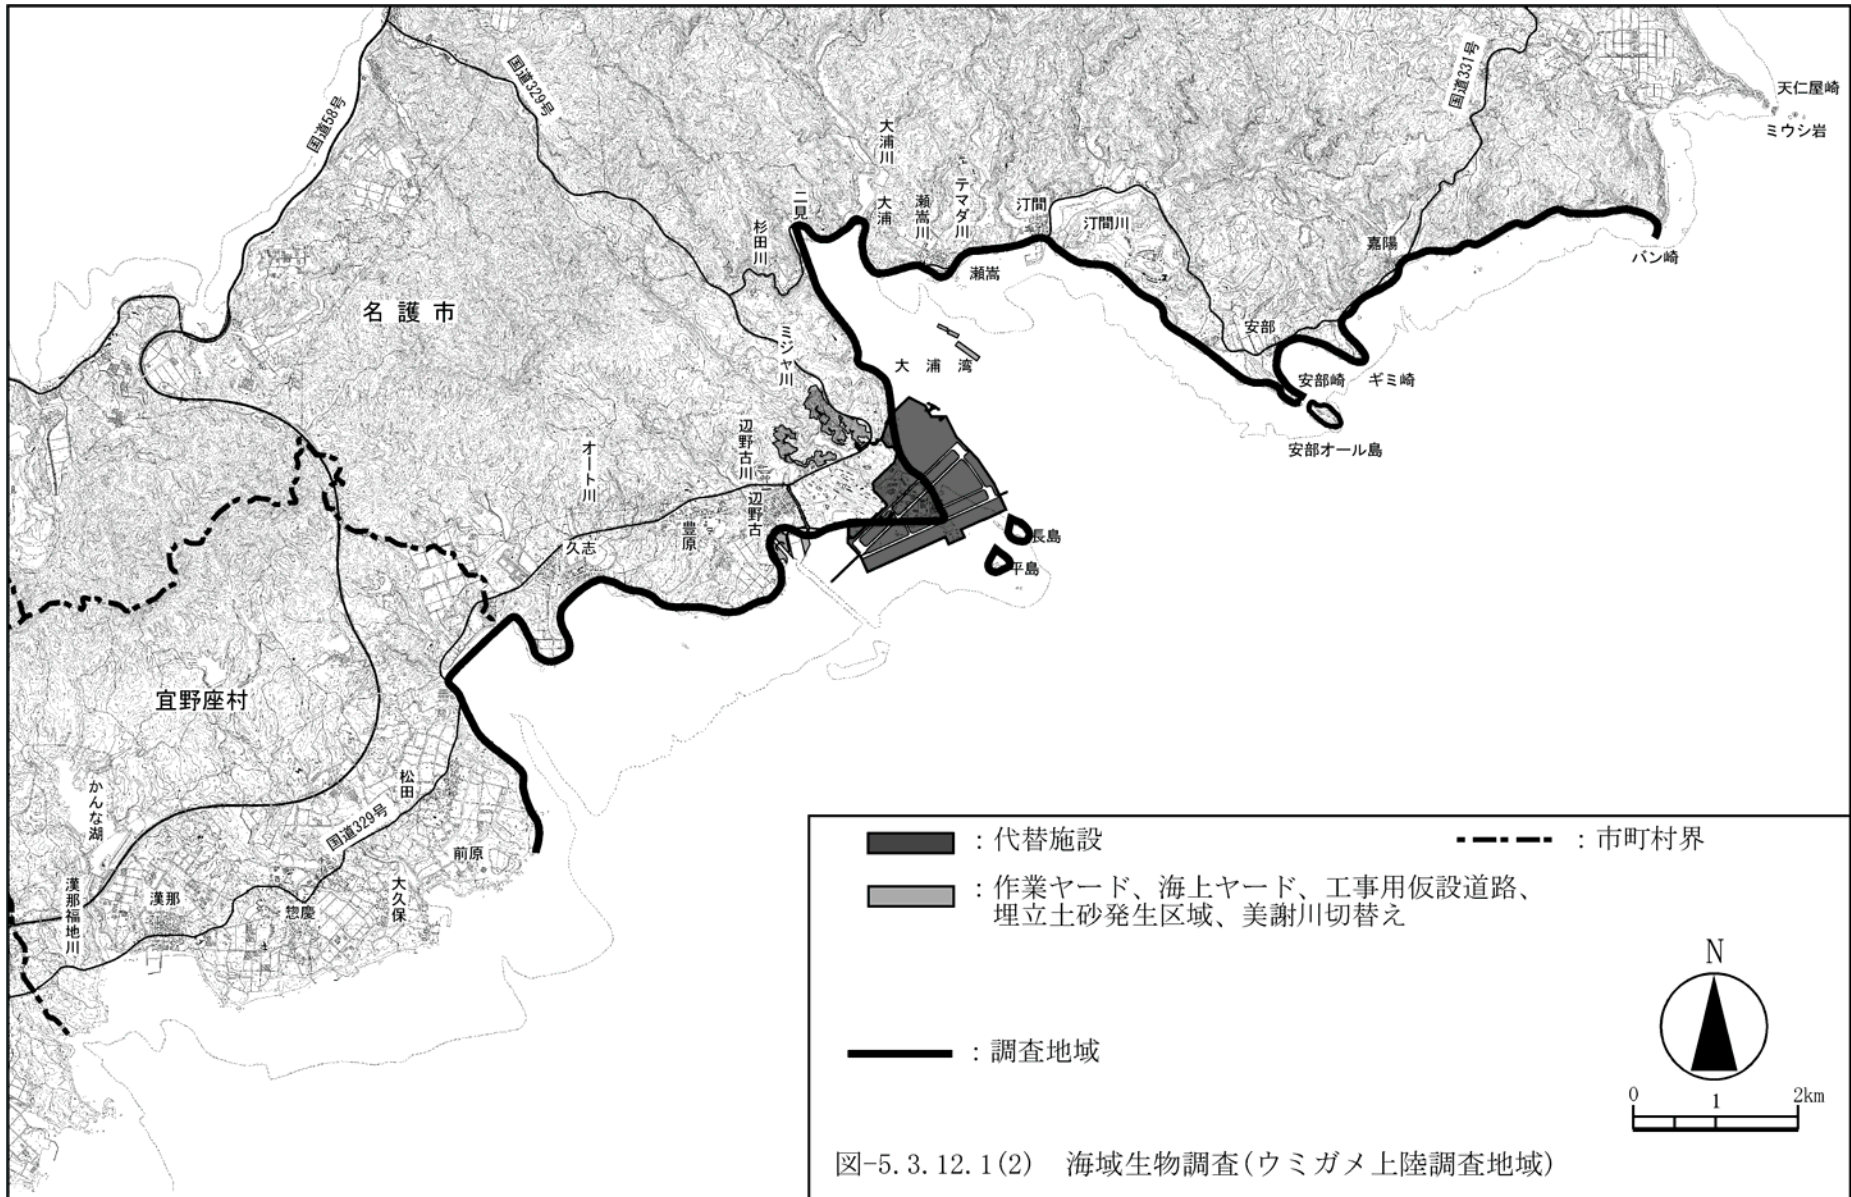 国道58号
国道329号
国道331号
天仁屋崎
ミウシ岩
大浦川
大浦
瀬嵩川
テマダ川
汀間
汀間川
二見
杉田川
瀬嵩
嘉陽
バン崎
名護市
安部
ミジャ川
大浦湾
安部崎
ギミ崎
安部オール島
辺野古川
オート川
辺野古
豊原
久志
長島
平島
宜野座村
かんな湖
松田
国道329号
前原
漢那福地川
漢那
惣慶
大久保
：代替施設
：市町村界
：作業ヤード、海上ヤード、工事用仮設道路、
埋立土砂発生区域、美謝川切替え
：調査地域
N
0 1 2km
図-5.3.12.1(2) 海域生物調査(ウミガメ上陸調査地域)